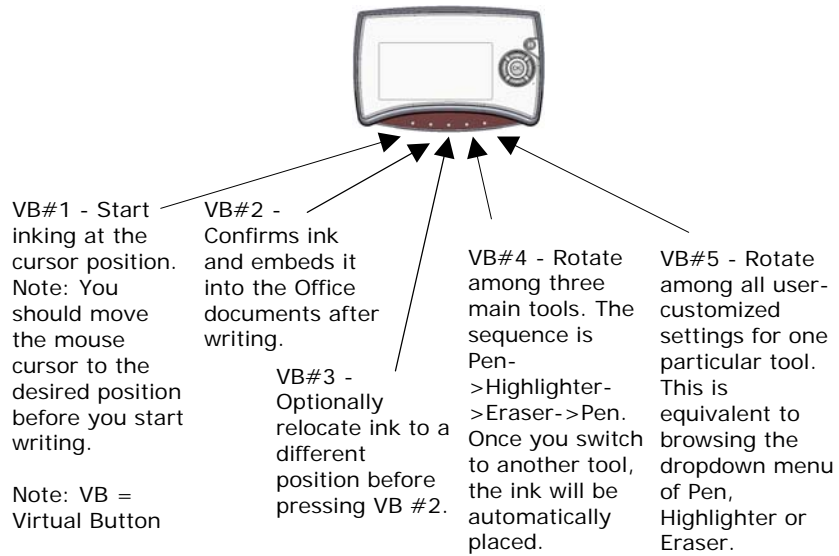 VB#1 - Start
inking at the
cursor position.
Note: You
should move
the mouse
cursor to the
desired position
before you start
writing.
Note: VB =
Virtual Button
VB#2 -
Confirms ink
and embeds it
into the Office
documents after
writing.
VB#3 -
Optionally
relocate ink to a
different
position before
pressing VB #2.
VB#4 - Rotate
among three
main tools. The
sequence is
Pen-
>Highlighter-
>Eraser->Pen.
Once you switch
to another tool,
the ink will be
automatically
placed.
VB#5 - Rotate
among all user-
customized
settings for one
particular tool.
This is
equivalent to
browsing the
dropdown menu
of Pen,
Highlighter or
Eraser.